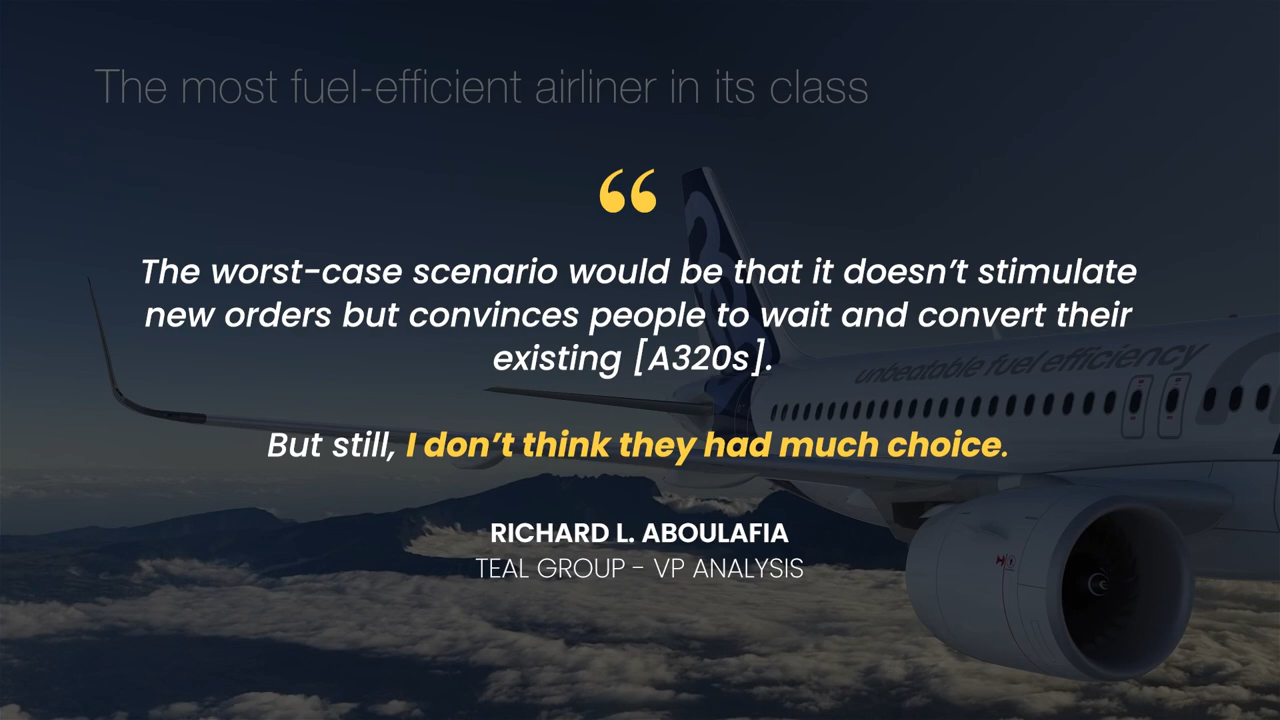 The most fuel-efficient airliner in its class
“
The worst-case scenario would be that it doesn’t stimulate
new orders but convinces people to wait and convert their
existing [A320s].
unbeatable fuel efficiency
But still, I don’t think they had much choice.
RICHARD L. ABOULAFIA
TEAL GROUP - VP ANALYSIS